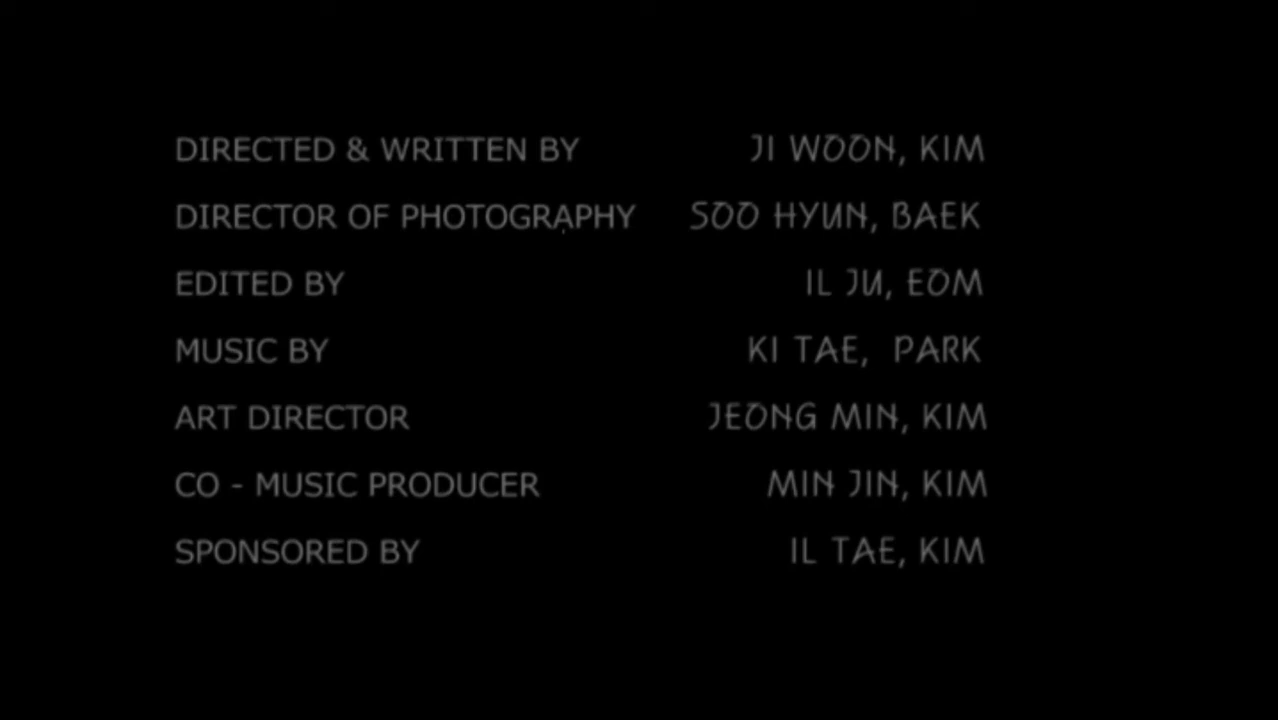 DIRECTED & WRITTEN BY JI WOON, KIM
DIRECTOR OF PHOTOGRAPHY SOO HYUN, BAEK
EDITED BY IL JU, EOM
MUSIC BY KI TAE, PARK
ART DIRECTOR JEONG MIN, KIM
CO - MUSIC PRODUCER MIN JIN, KIM
SPONSORED BY IL TAE, KIM